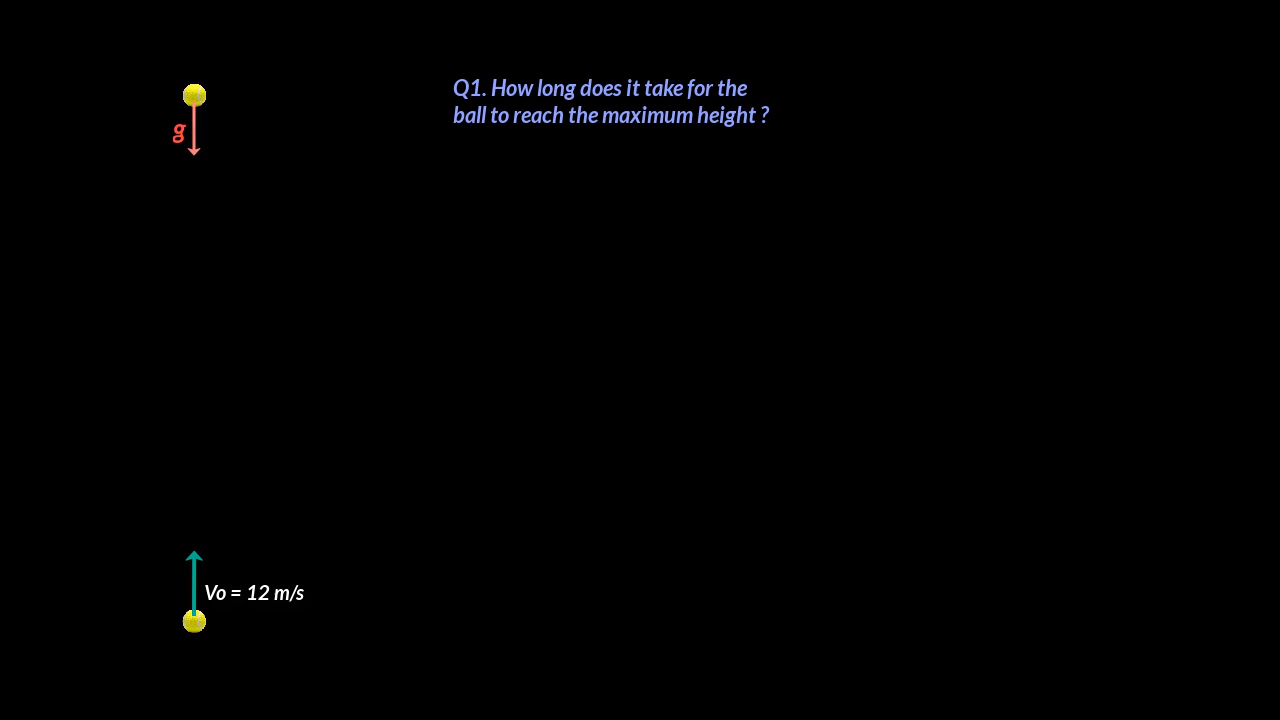 Q1. How long does it take for the
ball to reach the maximum height ?
g
Vo = 12 m/s